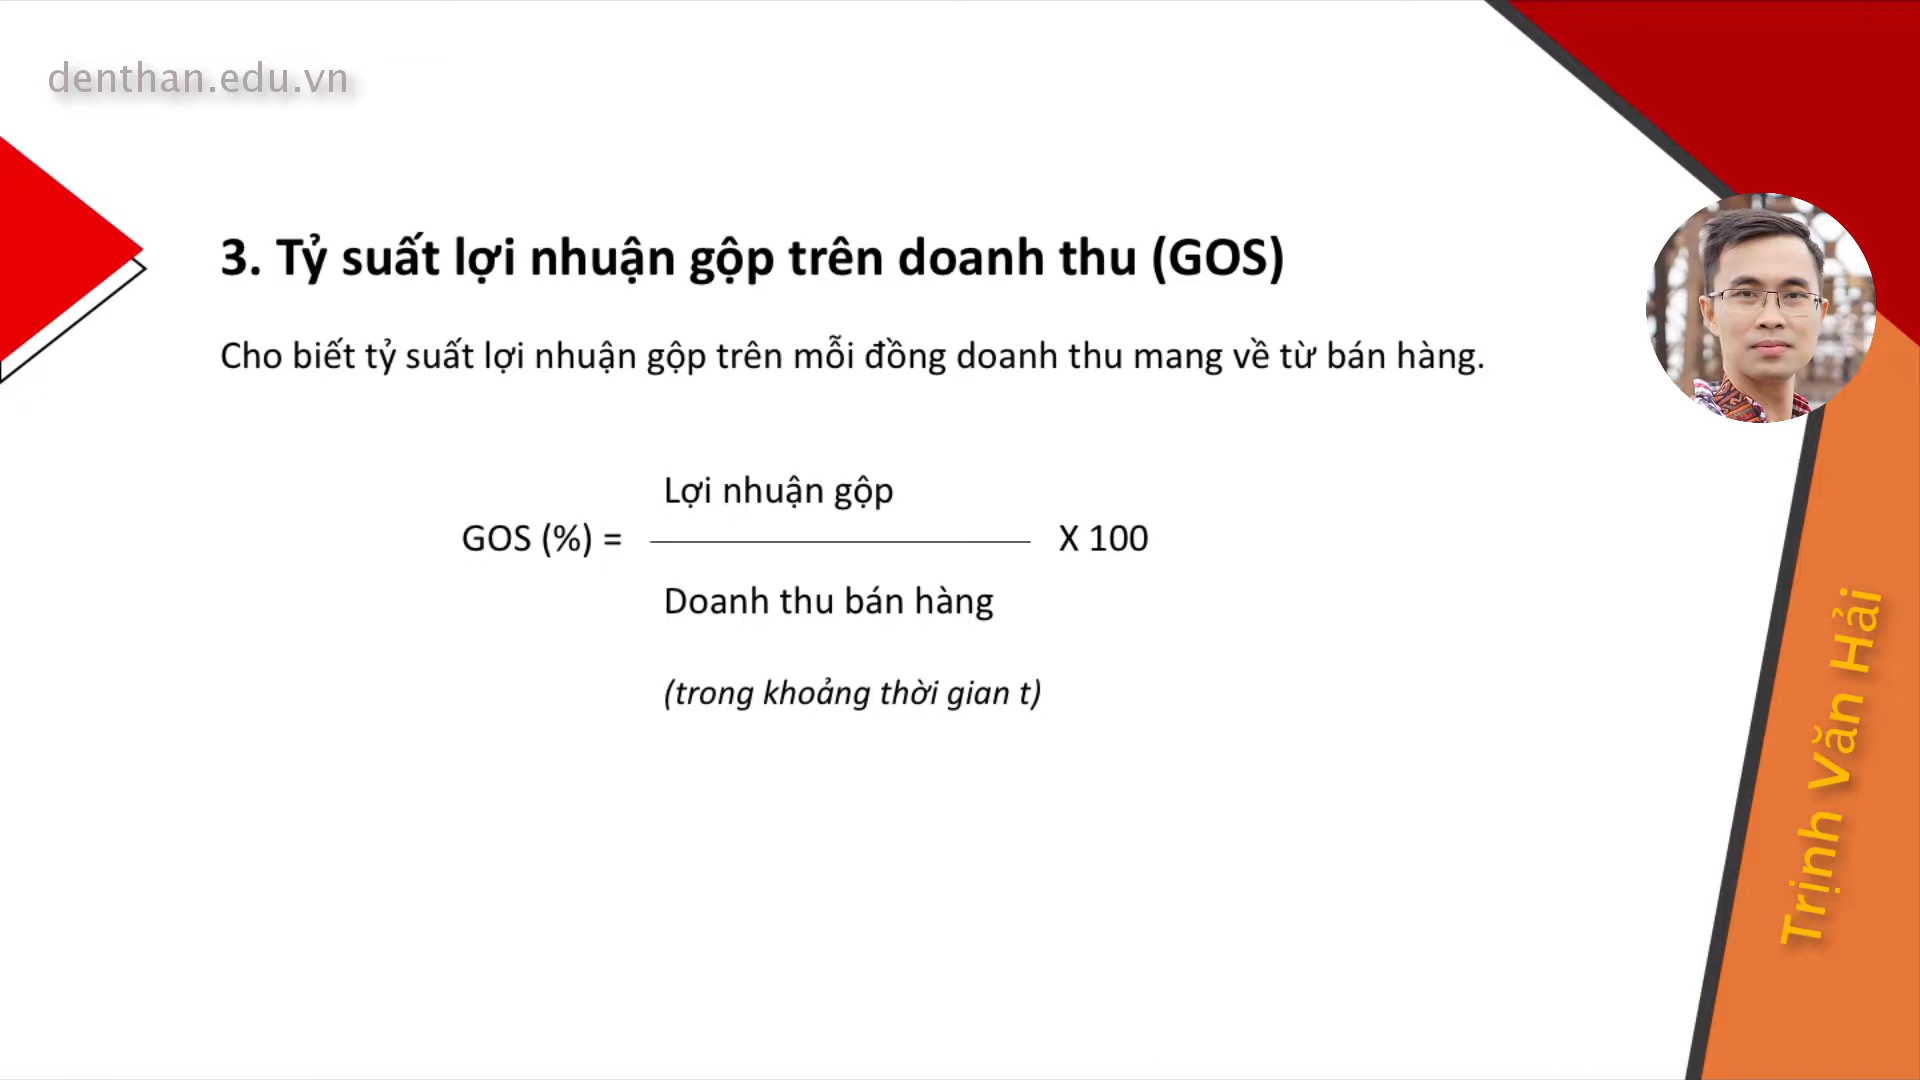 denthan.edu.vn
3. Tỷ suất lợi nhuận gộp trên doanh thu (GOS)
Cho biết tỷ suất lợi nhuận gộp trên mỗi đồng doanh thu mang về từ bán hàng.
Lợi nhuận gộp
GOS (%) =
X 100
Doanh thu bán hàng
(trong khoảng thời gian t)
Trịnh Văn Hải